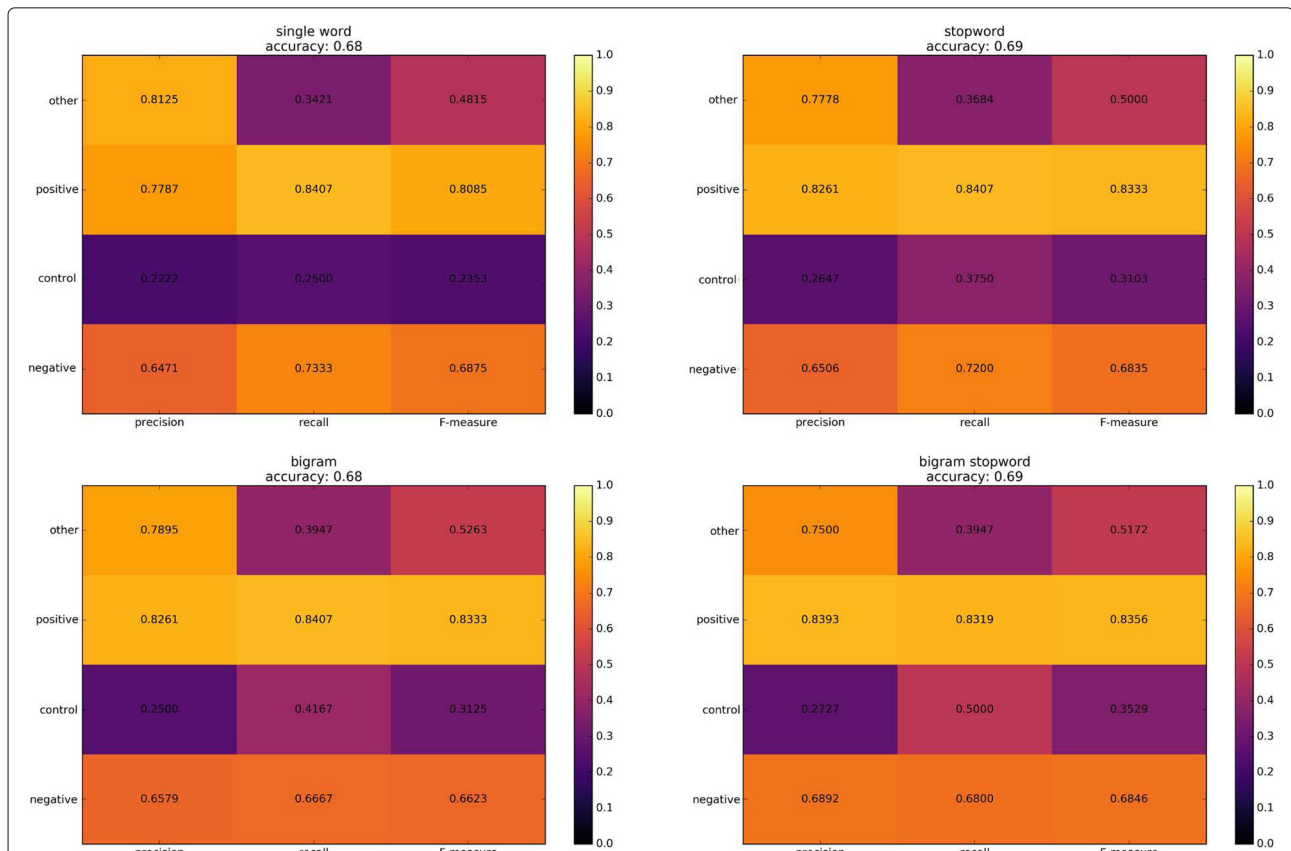 single word
accuracy: 0.68
other 0.8125 0.3421 0.4815
positive 0.7787 0.8407 0.8085
control 0.2222 0.2500 0.2353
negative 0.6471 0.7333 0.6875
precision recall F-measure
1.0
0.9
0.8
0.7
0.6
0.5
0.4
0.3
0.2
0.1
0.0
stopword
accuracy: 0.69
other 0.7778 0.3684 0.5000
positive 0.8261 0.8407 0.8333
control 0.2647 0.3750 0.3103
negative 0.6506 0.7200 0.6835
precision recall F-measure
1.0
0.9
0.8
0.7
0.6
0.5
0.4
0.3
0.2
0.1
0.0
bigram
accuracy: 0.68
other 0.7895 0.3947 0.5263
positive 0.8261 0.8407 0.8333
control 0.2500 0.4167 0.3125
negative 0.6579 0.6667 0.6623
precision recall F-measure
1.0
0.9
0.8
0.7
0.6
0.5
0.4
0.3
0.2
0.1
0.0
bigram stopword
accuracy: 0.69
other 0.7500 0.3947 0.5172
positive 0.8393 0.8319 0.8356
control 0.2727 0.5000 0.3529
negative 0.6892 0.6800 0.6846
precision recall F-measure
1.0
0.9
0.8
0.7
0.6
0.5
0.4
0.3
0.2
0.1
0.0